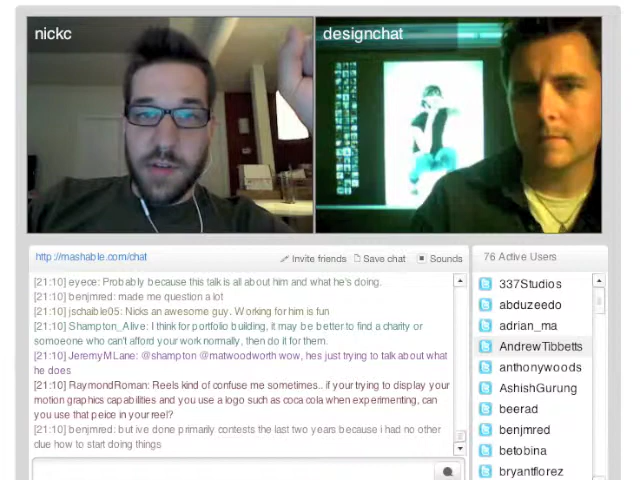 nickc
designchat
http://mashable.com/chat
Invite friends
Save chat
Sounds
76 Active Users
[21:10] eyece: Probably because this talk is all about him and what he's doing.
[21:10] benjmred: made me question a lot
[21:10] jschable05: Nicks an awesome guy. Working for him is fun
[21:10] Shampton_Alive: I think for portfolio building, it may be better to find a charity or
someoone who can't afford your work normally, then do it for them.
[21:10] JeremyMLane: @shampton @matwoodworth wow, hes just trying to talk about what
he does
[21:10] RaymondRoman: Reels kind of confuse me sometimes.. if your trying to display your
motion graphics capabilities and you use a logo such as coca cola when experimenting, can
you use that peice in your reel?
[21:10] benjmred: but ive done primarily contests the last two years because i had no other
due how to start doing things
337Studios
abduzeedo
adrian_ma
AndrewTibbetts
anthonywoods
AshishGurung
beerad
benjmred
betobina
bryantflorez